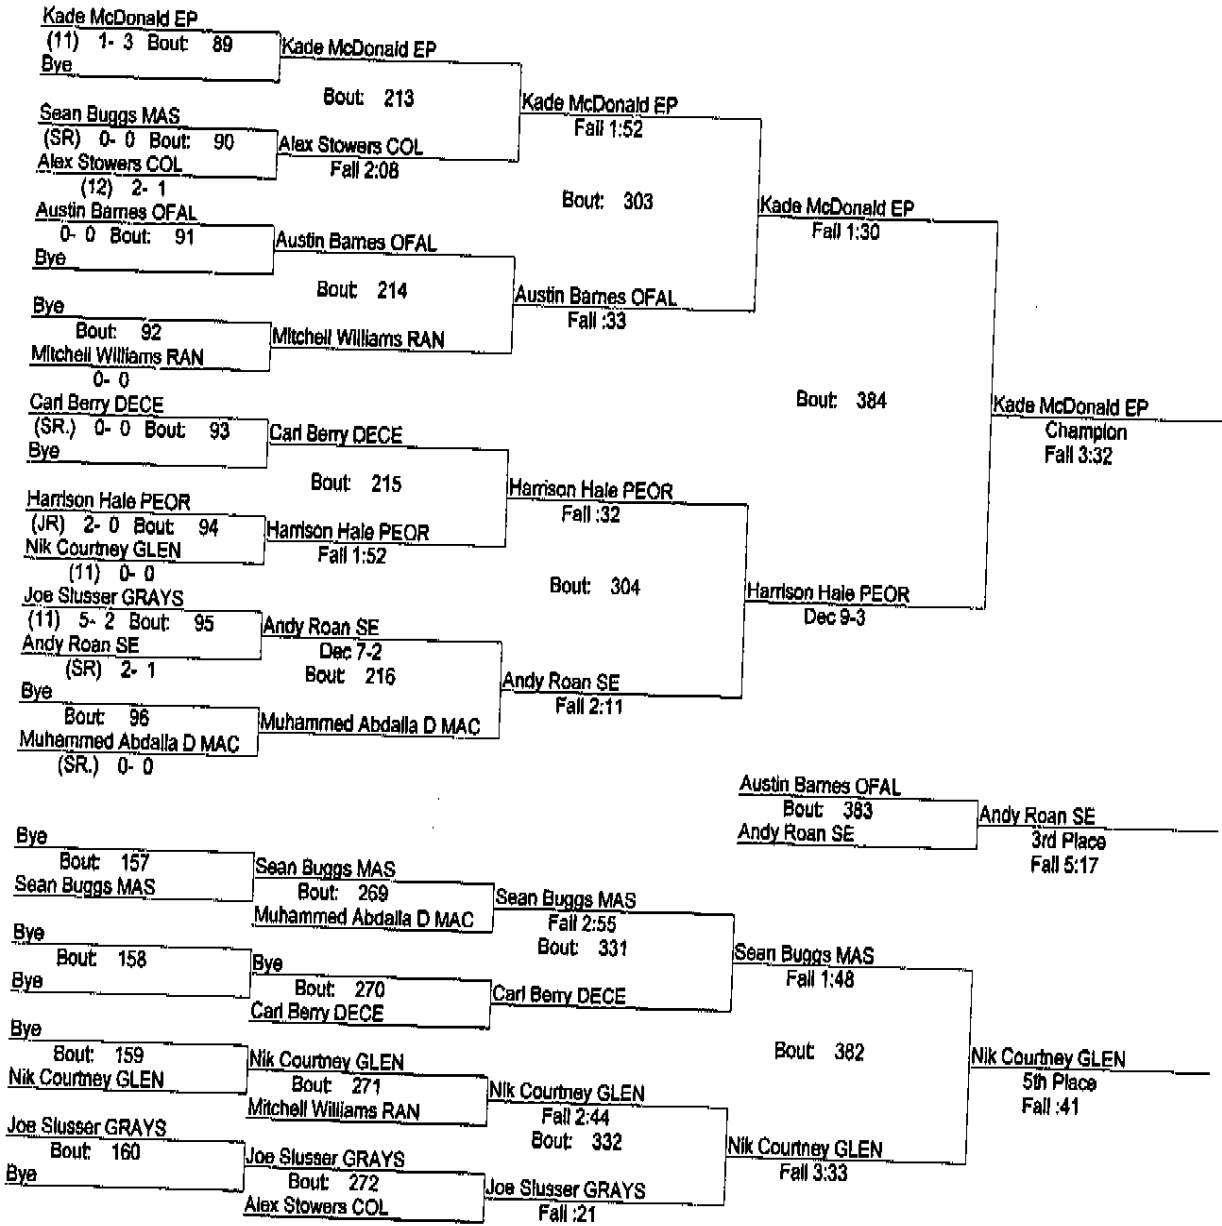 Kade McDonald EP
(11) 1- 3 Bout: 89
Bye
Kade McDonald EP
Bout: 213
Sean Buggs MAS
(SR) 0- 0 Bout: 90
Alex Stowers COL
(12) 2- 1
Alex Stowers COL
Fall 2:08
Kade McDonald EP
Fall 1:52
Bout: 303
Austin Barnes OFAL
0- 0 Bout: 91
Bye
Austin Barnes OFAL
Bout: 214
Bye
Bout: 92
Mitchell Williams RAN
0- 0
Mitchell Williams RAN
Austin Barnes OFAL
Fall :33
Kade McDonald EP
Fall 1:30
Bout: 384
Carl Berry DECE
(SR.) 0- 0 Bout: 93
Bye
Carl Berry DECE
Bout: 215
Harrison Hale PEOR
(JR) 2- 0 Bout: 94
Nik Courtney GLEN
(11) 0- 0
Harrison Hale PEOR
Fall 1:52
Harrison Hale PEOR
Fall :32
Bout: 304
Joe Slusser GRAYS
(11) 5- 2 Bout: 95
Andy Roan SE
(SR) 2- 1
Andy Roan SE
Dec 7-2
Bout: 216
Bye
Bout: 96
Muhammed Abdalla D MAC
(SR.) 0- 0
Muhammed Abdalla D MAC
Andy Roan SE
Fall 2:11
Harrison Hale PEOR
Dec 9-3
Kade McDonald EP
Champion
Fall 3:32
Austin Barnes OFAL
Bout: 383
Andy Roan SE
Andy Roan SE
3rd Place
Fall 5:17
Bye
Bout: 157
Sean Buggs MAS
Sean Buggs MAS
Bout: 269
Muhammed Abdalla D MAC
Sean Buggs MAS
Fall 2:55
Bout: 331
Bye
Bout: 158
Bye
Bye
Bout: 270
Carl Berry DECE
Carl Berry DECE
Sean Buggs MAS
Fall 1:48
Bout: 382
Bye
Bout: 159
Nik Courtney GLEN
Nik Courtney GLEN
Bout: 271
Mitchell Williams RAN
Nik Courtney GLEN
Fall 2:44
Bout: 332
Joe Slusser GRAYS
Bout: 160
Bye
Joe Slusser GRAYS
Bout: 272
Alex Stowers COL
Joe Slusser GRAYS
Fall :21
Nik Courtney GLEN
Fall 3:33
Nik Courtney GLEN
5th Place
Fall :41